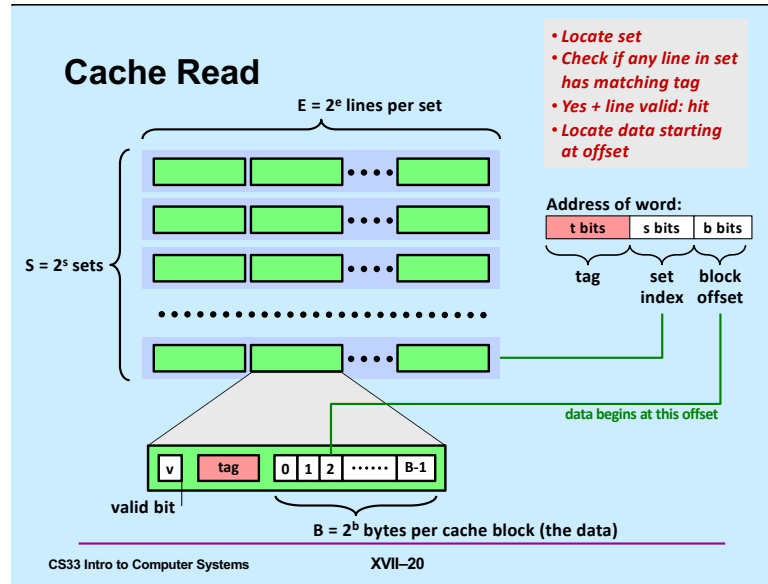 Cache Read
• Locate set
• Check if any line in set
has matching tag
• Yes + line valid: hit
• Locate data starting
at offset
E = 2ᵉ lines per set
S = 2ˢ sets
Address of word:
t bits s bits b bits
tag set block
index offset
data begins at this offset
v tag 0 1 2 •••••• B-1
valid bit
B = 2ᵇ bytes per cache block (the data)
CS33 Intro to Computer Systems XVII–20